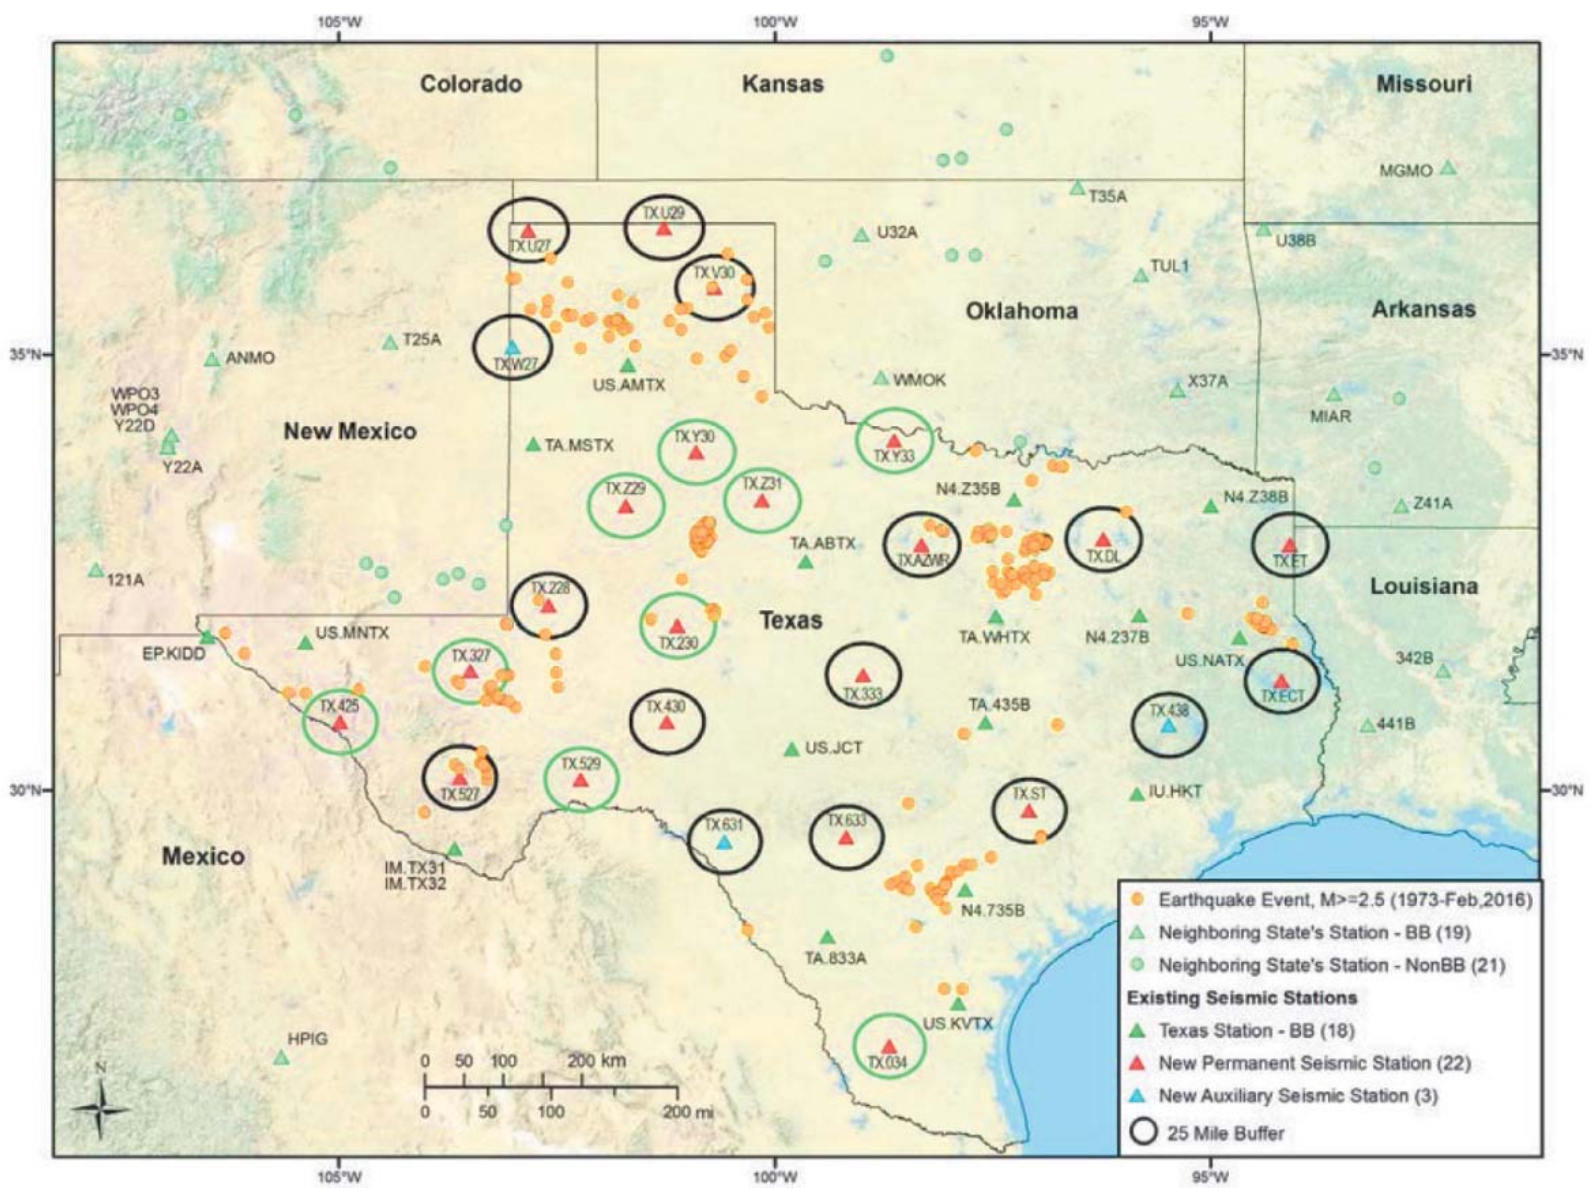 105°W
100°W
95°W
Colorado
Kansas
Missouri
MGMO
T35A
TX.U27
TX.U29
U32A
U38B
TX.V30
TUL1
Oklahoma
Arkansas
35°N
T25A
ANMO
TX.W27
US.AMTX
WMOK
X37A
MIAR
35°N
WPO3
WPO4
Y22D
Y22A
New Mexico
TA.MSTX
TX.Y30
TX.Y33
TX.Z29
TX.Z31
N4.Z35B
N4.Z38B
Z41A
TA.ABTX
TX.AZWR
TX.DL
TX.ET
121A
TX.228
Louisiana
Texas
TX.230
TA.WHTX
N4.237B
US.MNTX
EP.KIDD
TX.327
US.NATX
342B
TX.333
TX.ECT
TX.425
TX.430
TA.435B
TX.438
441B
US.JCT
TX.529
TX.527
30°N
IU.HKT
30°N
TX.ST
TX.631
TX.633
Mexico
IM.TX31
IM.TX32
N4.735B
TA.833A
US.KVTX
TX.034
HPIG
N
0 50 100 200 km
0 50 100 200 mi
Earthquake Event, M>=2.5 (1973-Feb,2016)
Neighboring State's Station - BB (19)
Neighboring State's Station - NonBB (21)
Existing Seismic Stations
Texas Station - BB (18)
New Permanent Seismic Station (22)
New Auxiliary Seismic Station (3)
25 Mile Buffer
105°W
100°W
95°W